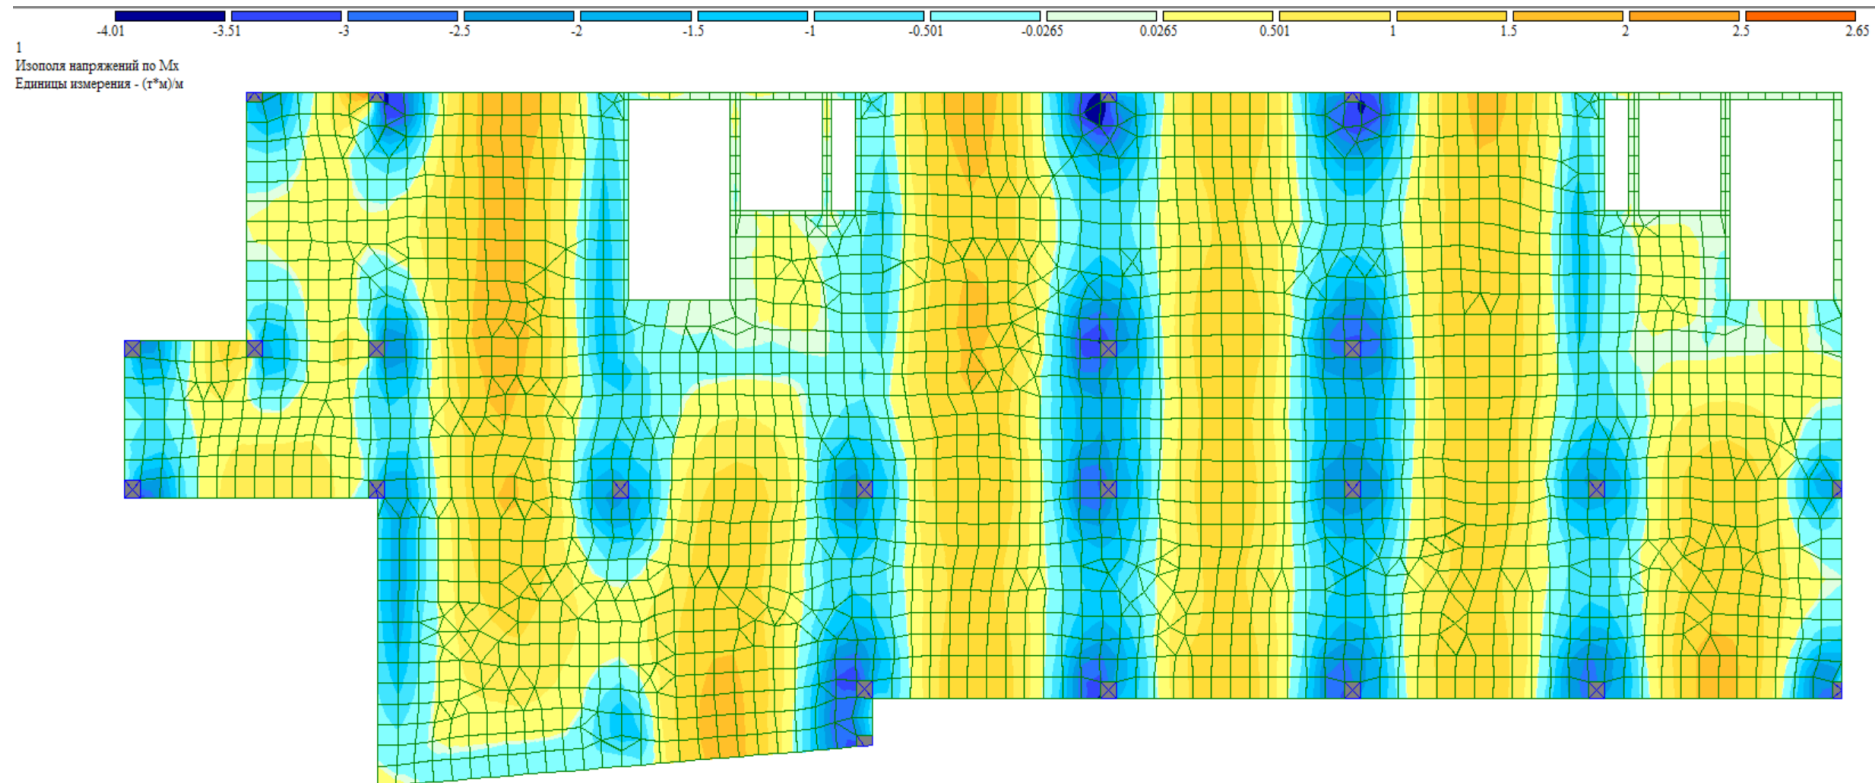 -4.01 -3.51 -3 -2.5 -2 -1.5 -1 -0.501 -0.0265 0.0265 0.501 1 1.5 2 2.5 2.65
1
Изополя напряжений по Mx
Единицы измерения - (т*м)/м